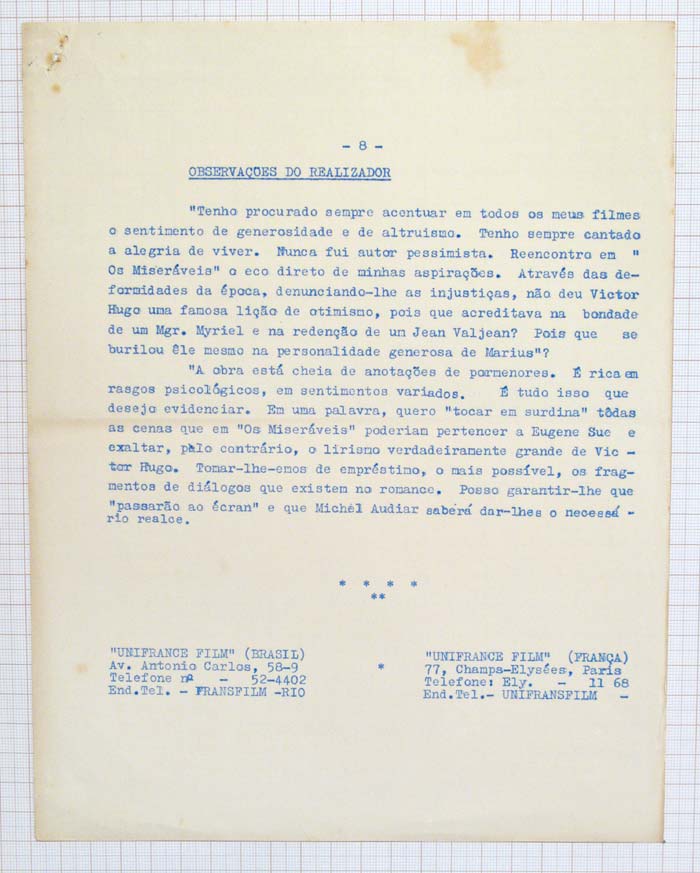 - 8 -
OBSERVAÇÕES DO REALIZADOR
"Tenho procurado sempre acentuar em todos os meus filmes
o sentimento de generosidade e de altruismo. Tenho sempre cantado
a alegria de viver. Nunca fui autor pessimista. Reencontro em "
Os Miseráveis" o eco direto de minhas aspirações. Através das de-
formidades da época, denunciando-lhe as injustiças, não deu Victor
Hugo uma famosa lição de otimismo, pois que acreditava na bondade
de um Mgr. Myriel e na redenção de um Jean Valjean? Pois que se
burilou êle mesmo na personalidade generosa de Marius"?
"A obra está cheia de anotações de pormenores. É rica em
rasgos psicológicos, em sentimentos variados. É tudo isso que
desejo evidenciar. Em uma palavra, quero "tocar em surdina" tôdas
as cenas que em "Os Miseráveis" poderiam pertencer a Eugene Sue e
exaltar, pelo contrário, o lirismo verdadeiramente grande de Vic -
tor Hugo. Tomar-lhe-emos de empréstimo, o mais possível, os frag-
mentos de diálogos que existem no romance. Posso garantir-lhe que
"passarão ao écran" e que Michel Audiar saberá dar-lhes o necessá -
rio realce.
* * * *
**
"UNIFRANCE FILM" (BRASIL)
Av. Antonio Carlos, 58-9
Telefone nº - 52-4402
End.Tel. - FRANSFILM -RIO
*
"UNIFRANCE FILM" (FRANÇA)
77, Champs-Elysées, Paris
Telefone: Ely. - 11 68
End.Tel.- UNIFRANSFILM -